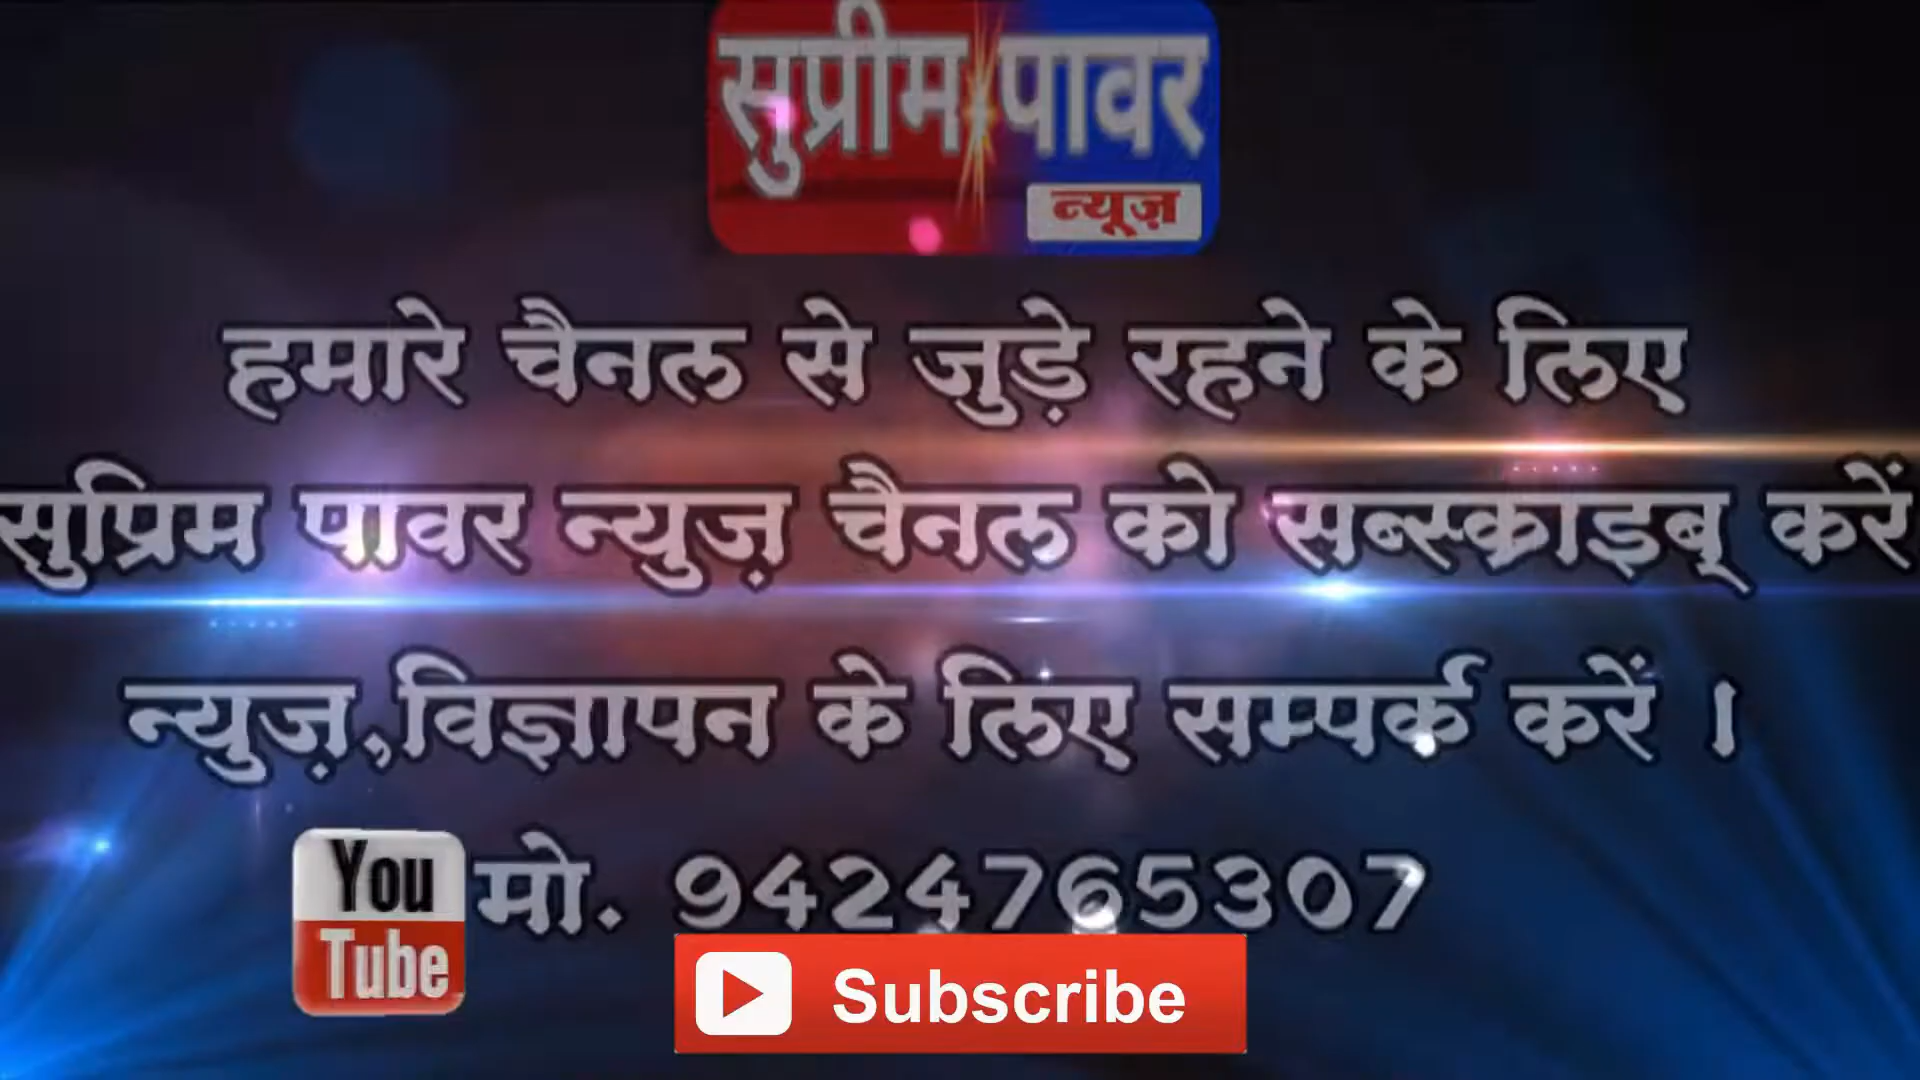 सुप्रीम पावर
न्यूज़
हमारे चैनल से जुड़े रहने के लिए
सुप्रिम पावर न्युज़ चैनल को सब्स्क्राइब् करें
न्युज़,विज्ञापन के लिए सम्पर्क करें ।
You
Tube
मो. 9424765307
Subscribe